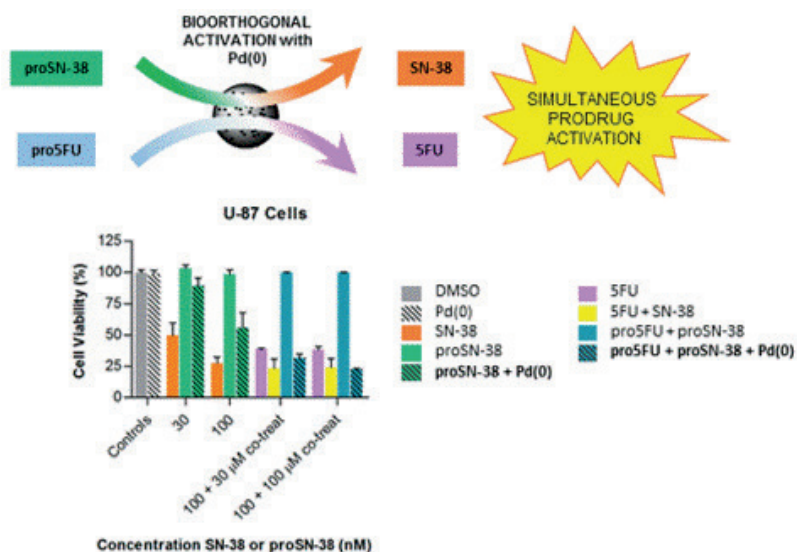 BIOORTHOGONAL
ACTIVATION with
Pd(0)
proSN-38
SN-38
pro5FU
5FU
SIMULTANEOUS
PRODRUG
ACTIVATION
U-87 Cells
Cell Viability (%)
125
100
75
50
25
0
Controls
30
100
100 + 30 µM co-treat
100 + 100 µM co-treat
Concentration SN-38 or proSN-38 (nM)
DMSO
Pd(0)
SN-38
proSN-38
proSN-38 + Pd(0)
5FU
5FU + SN-38
pro5FU + proSN-38
pro5FU + proSN-38 + Pd(0)